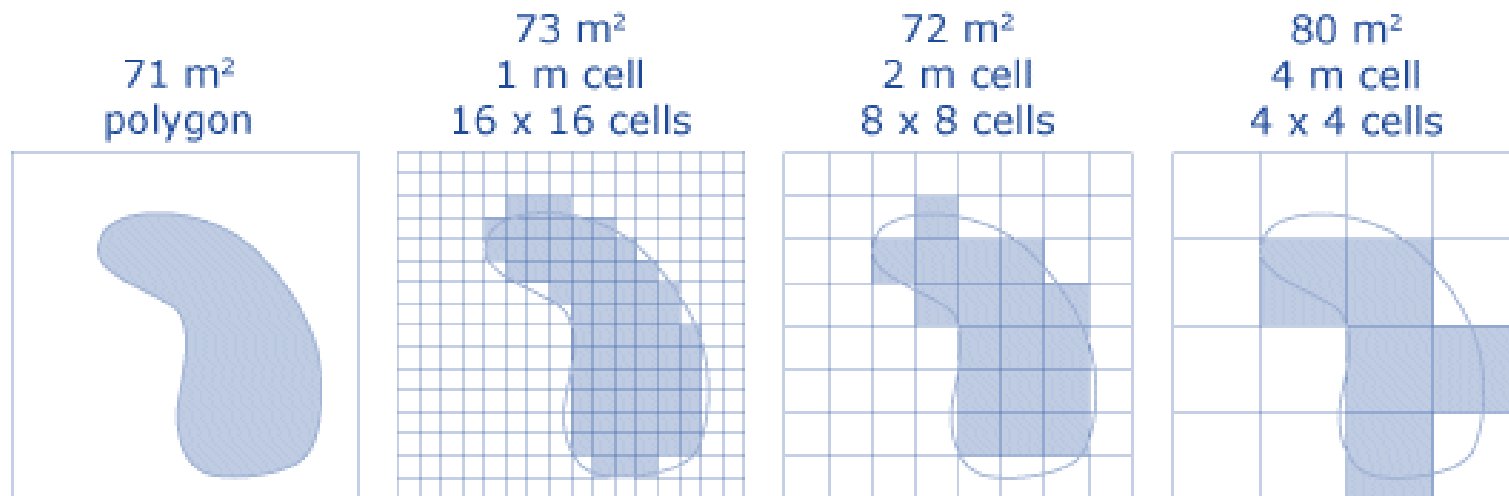 71 m²
polygon
73 m²
1 m cell
16 x 16 cells
72 m²
2 m cell
8 x 8 cells
80 m²
4 m cell
4 x 4 cells